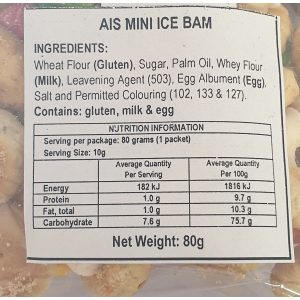 AIS MINI ICE BAM
INGREDIENTS:
Wheat Flour (Gluten), Sugar, Palm Oil, Whey Flour
(Milk), Leavening Agent (503), Egg Albument (Egg),
Salt and Permitted Colouring (102, 133 & 127).
Contains: gluten, milk & egg
NUTRITION INFORMATION
Serving per package: 80 grams (1 packet)
Serving Size: 10g
Average Quantity Per Serving Average Quantity Per 100g
Energy 182 kJ 1816 kJ
Protein 1.0 g 9.7 g
Fat, total 1.0 g 10.3 g
Carbohydrate 7.6 g 75.7 g
Net Weight: 80g